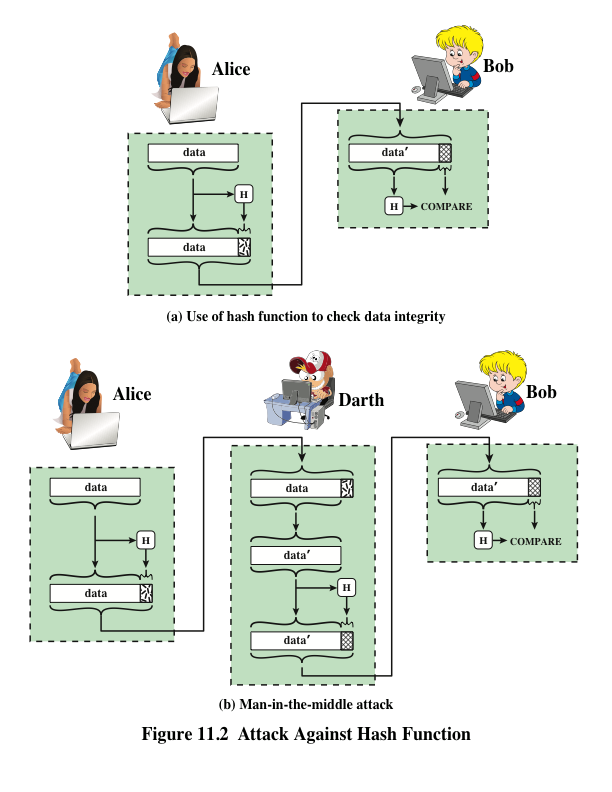 Alice
Bob
data
H
data
data′
H
COMPARE
(a) Use of hash function to check data integrity
Alice
Darth
Bob
data
H
data
data
data′
H
data′
data′
H
COMPARE
(b) Man-in-the-middle attack
Figure 11.2 Attack Against Hash Function